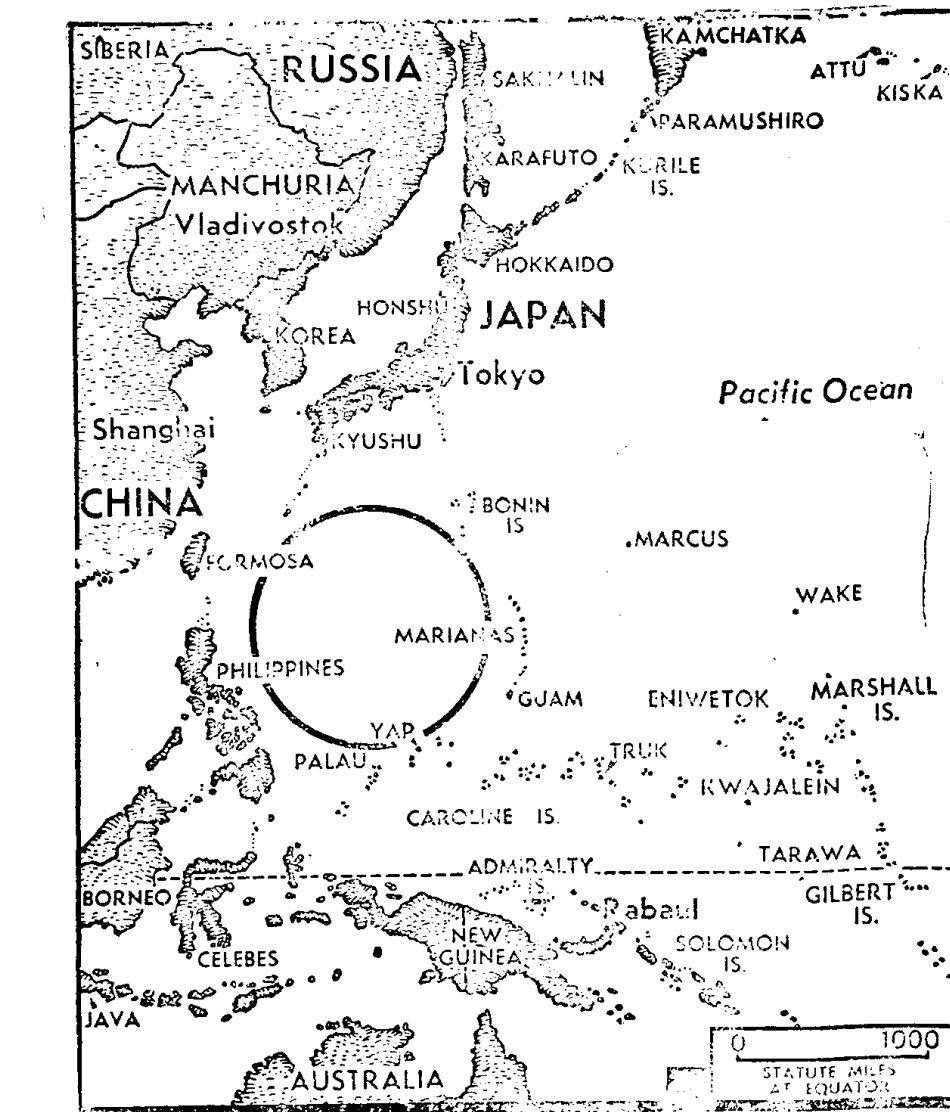 SIBERIA
RUSSIA
KAMCHATKA
SAKHALIN
ATTU
KISKA
PARAMUSHIRO
KARAFUTO
KURILE
IS.
MANCHURIA
Vladivostok
HOKKAIDO
HONSHU
JAPAN
KOREA
Tokyo
Pacific Ocean
Shanghai
KYUSHU
CHINA
BONIN
IS
MARCUS
FORMOSA
WAKE
MARIANAS
PHILIPPINES
GUAM
ENIWETOK
MARSHALL
IS.
YAP
PALAU
TRUK
KWAJALEIN
CAROLINE IS.
TARAWA
ADMIRALTY
IS.
BORNEO
GILBERT
IS.
Rabaul
NEW
GUINEA
SOLOMON
IS.
CELEBES
JAVA
0 1000
STATUTE MILES
AT EQUATOR
AUSTRALIA